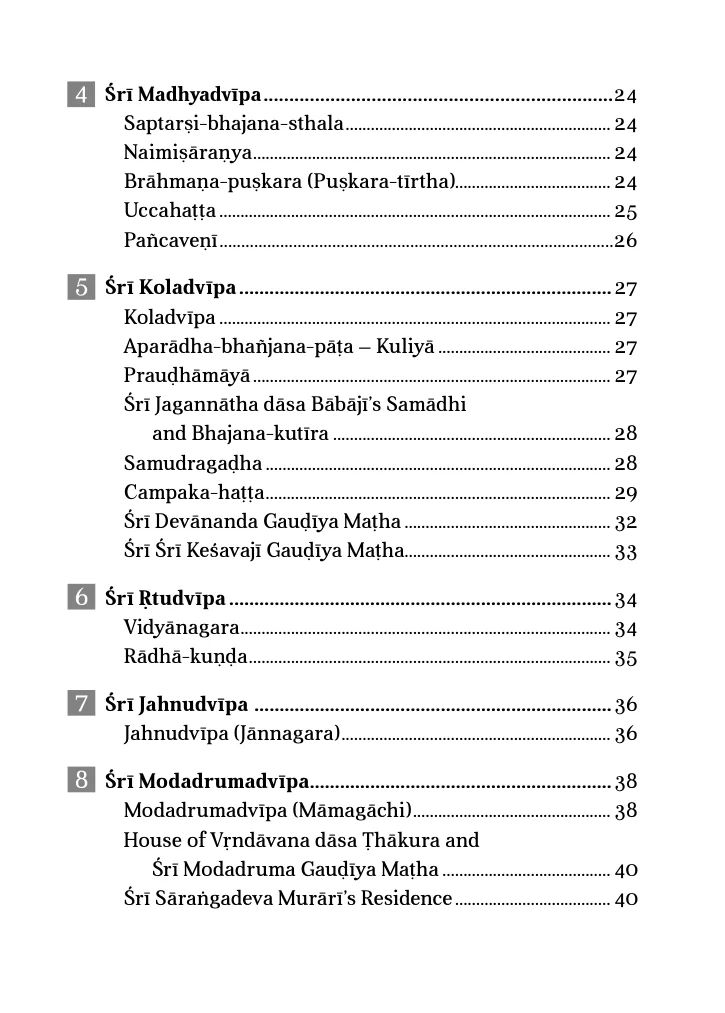 4 Śrī Madhyadvīpa.....................................................................24
Saptarṣi-bhajana-sthala............................................................... 24
Naimiṣāraṇya..................................................................................... 24
Brāhmaṇa-puṣkara (Puṣkara-tīrtha)..................................... 24
Uccahaṭṭa ............................................................................................. 25
Pañcaveṇī..............................................................................................26
5 Śrī Koladvīpa ......................................................................... 27
Koladvīpa ............................................................................................. 27
Aparādha-bhañjana-pāṭa – Kuliyā ......................................... 27
Prauḍhāmāyā ..................................................................................... 27
Śrī Jagannātha dāsa Bābājī’s Samādhi
and Bhajana-kutīra .................................................................. 28
Samudragaḍha .................................................................................. 28
Campaka-haṭṭa.................................................................................. 29
Śrī Devānanda Gauḍīya Maṭha ................................................. 32
Śrī Śrī Keśavajī Gauḍīya Maṭha................................................. 33
6 Śrī Ṛtudvīpa ........................................................................... 34
Vidyānagara........................................................................................ 34
Rādhā-kuṇḍa...................................................................................... 35
7 Śrī Jahnudvīpa ...................................................................... 36
Jahnudvīpa (Jānnagara)................................................................ 36
8 Śrī Modadrumadvīpa........................................................... 38
Modadrumadvīpa (Māmagāchi)............................................... 38
House of Vṛndāvana dāsa Ṭhākura and
Śrī Modadruma Gauḍīya Maṭha ........................................ 40
Śrī Sāraṅgadeva Murārī’s Residence ..................................... 40